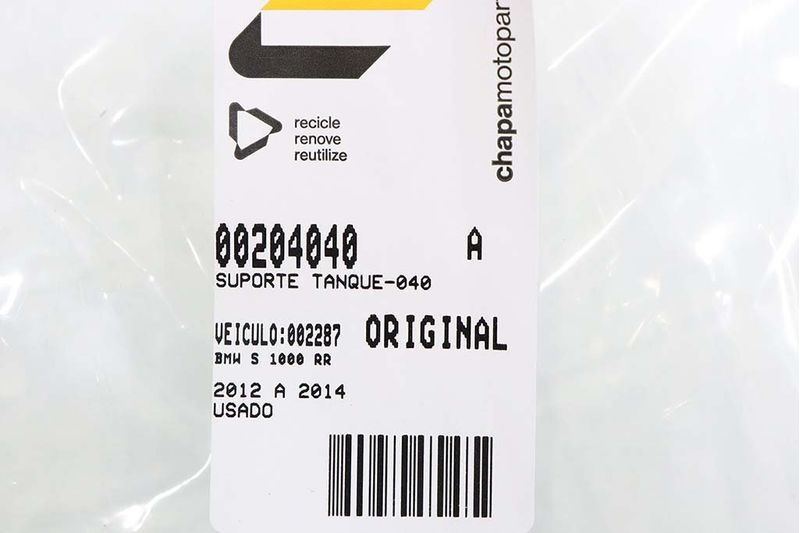 recicle
renove
reutilize
chapamotopar
00204040 A
SUPORTE TANQUE-040
VEICULO:002287 ORIGINAL
BMW S 1000 RR
2012 A 2014
USADO